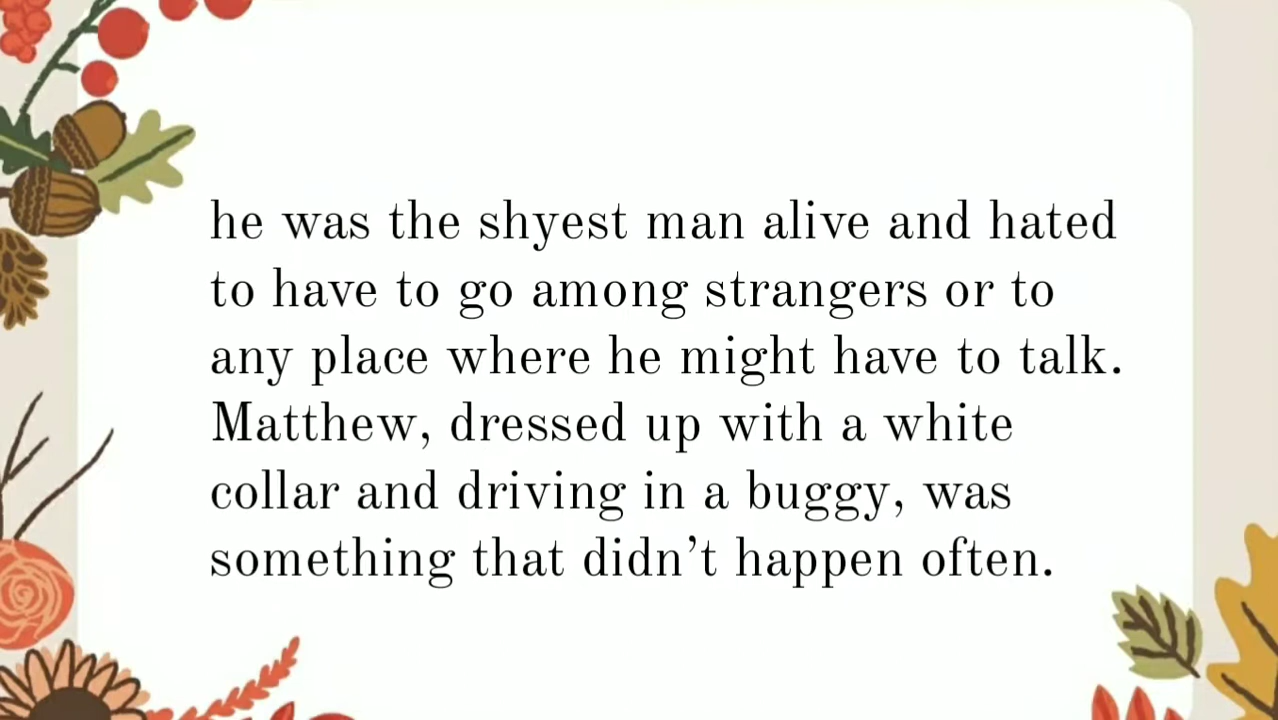 he was the shyest man alive and hated
to have to go among strangers or to
any place where he might have to talk.
Matthew, dressed up with a white
collar and driving in a buggy, was
something that didn’t happen often.